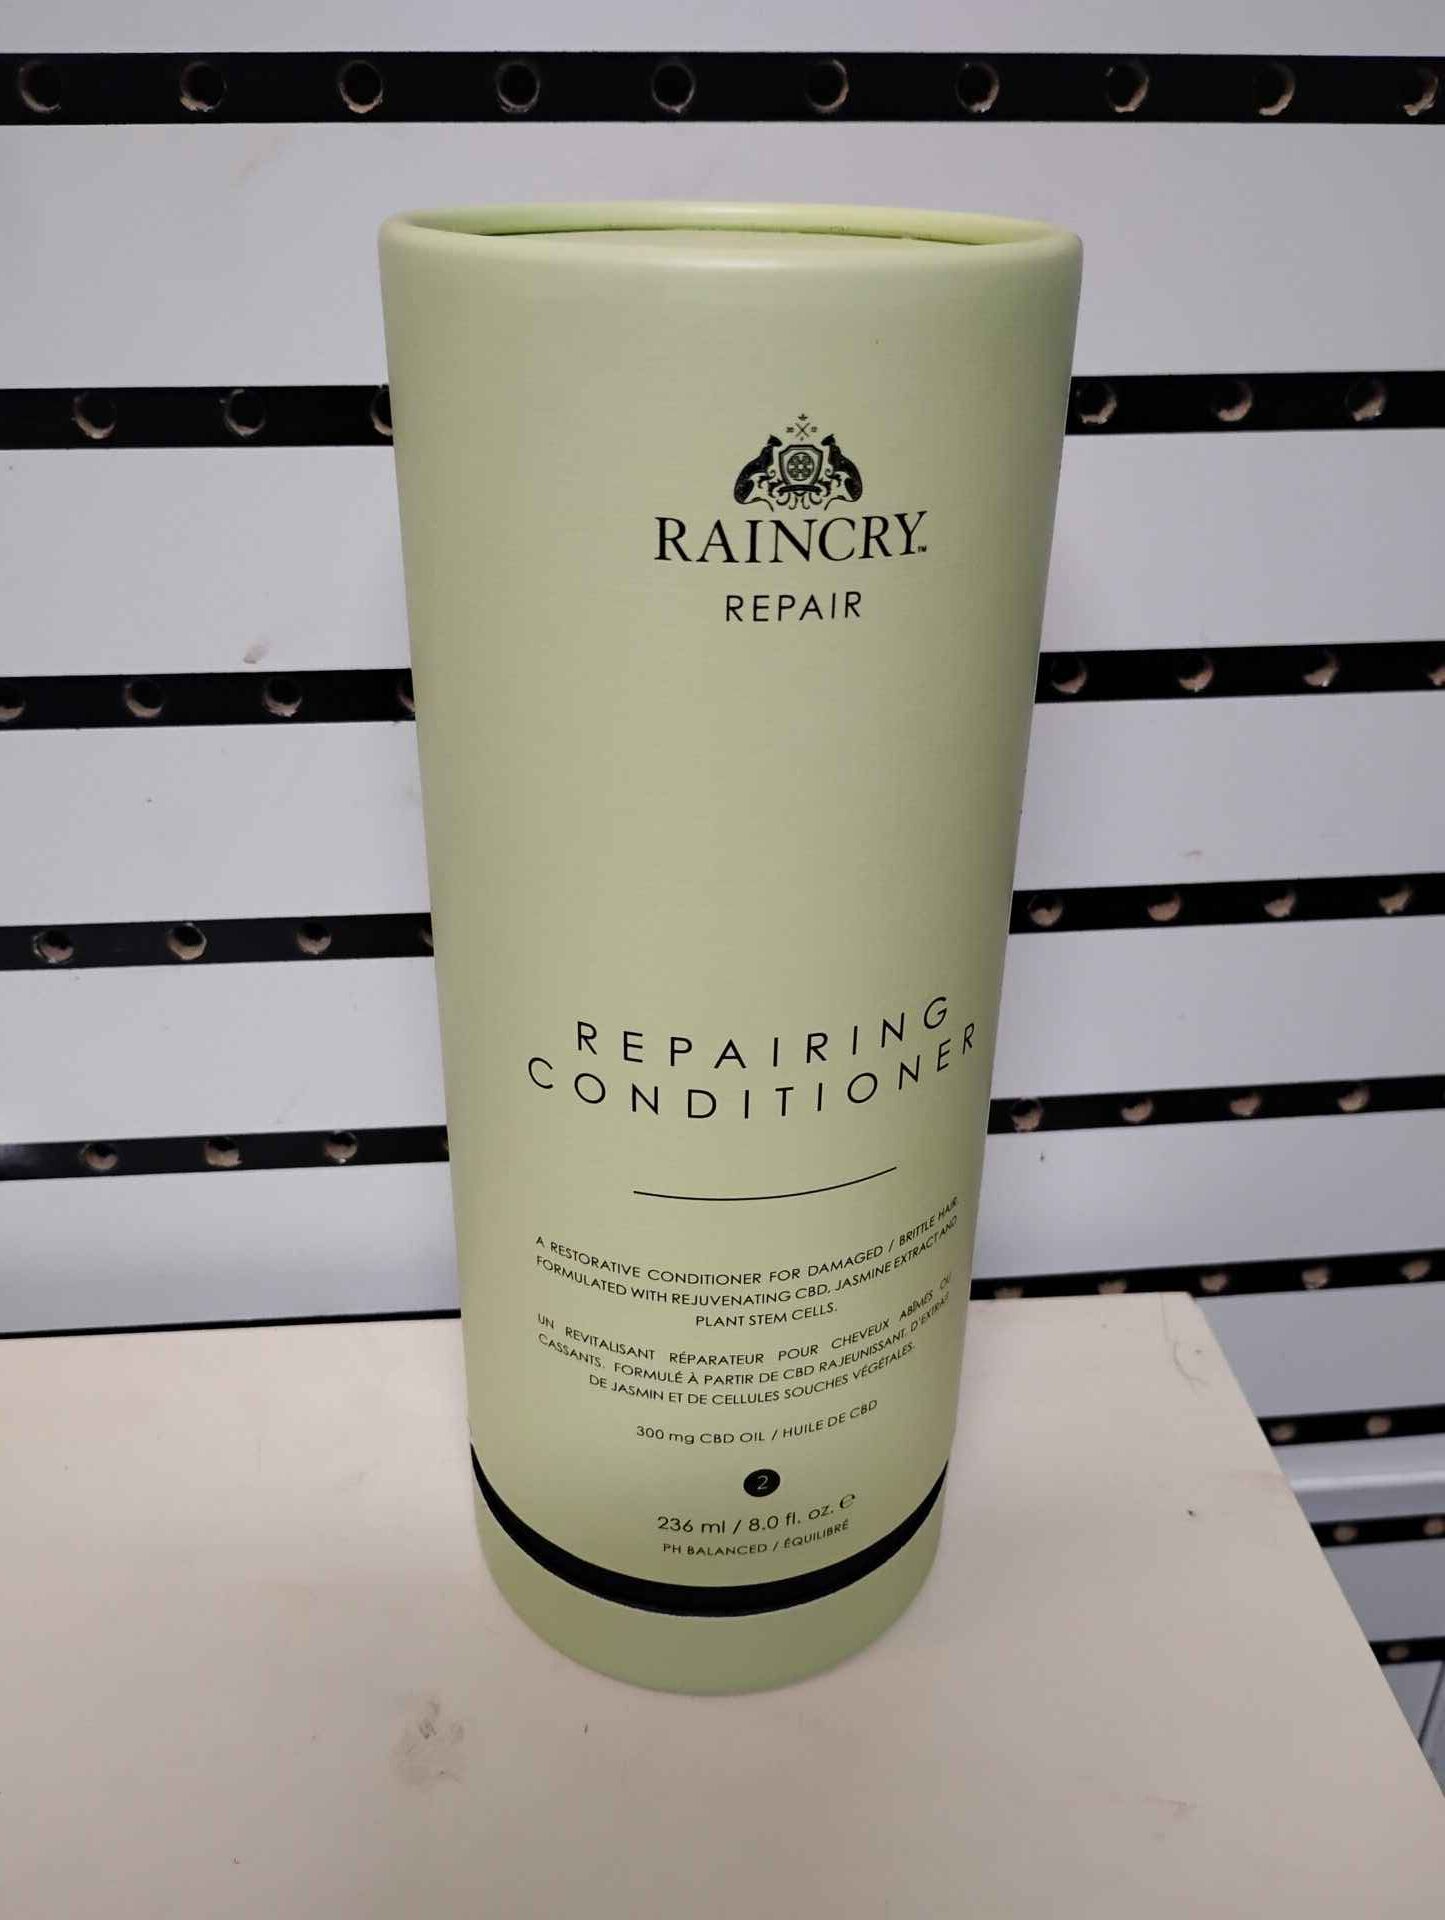 RAINCRY™
REPAIR
REPAIRING
CONDITIONER
A RESTORATIVE CONDITIONER FOR DAMAGED / BRITTLE HAIR.
FORMULATED WITH REJUVENATING CBD, JASMINE EXTRACT AND
PLANT STEM CELLS.
UN REVITALISANT RÉPARATEUR POUR CHEVEUX ABÎMÉS OU
CASSANTS. FORMULÉ À PARTIR DE CBD RAJEUNISSANT, D'EXTRAIT
DE JASMIN ET DE CELLULES SOUCHES VÉGÉTALES.
300 mg CBD OIL / HUILE DE CBD
2
236 ml / 8.0 fl. oz. ℮
PH BALANCED / ÉQUILIBRÉ